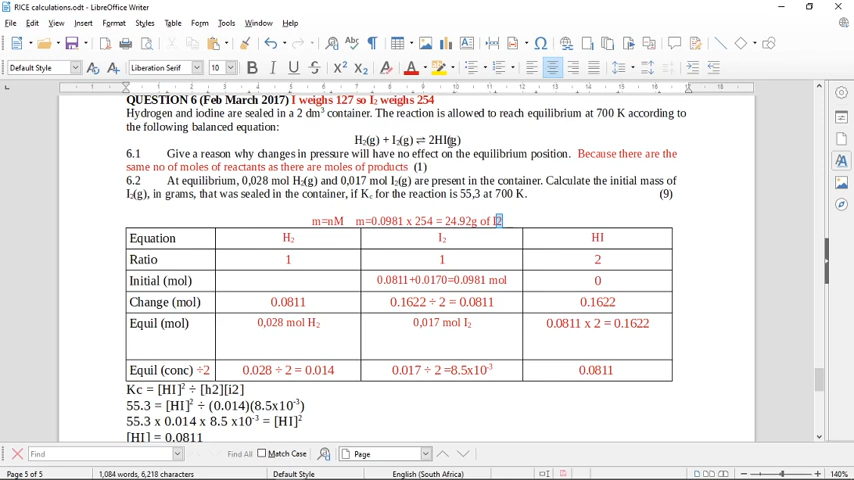 RICE calculations.odt - LibreOffice Writer
File Edit View Insert Format Styles Table Form Tools Window Help
Default Style Liberation Serif 10
QUESTION 6 (Feb March 2017) I weighs 127 so I₂ weighs 254
Hydrogen and iodine are sealed in a 2 dm³ container. The reaction is allowed to reach equilibrium at 700 K according to
the following balanced equation:
H₂(g) + I₂(g) ⇌ 2HI(g)
6.1 Give a reason why changes in pressure will have no effect on the equilibrium position. Because there are the
same no of moles of reactants as there are moles of products (1)
6.2 At equilibrium, 0,028 mol H₂(g) and 0,017 mol I₂(g) are present in the container. Calculate the initial mass of
I₂(g), in grams, that was sealed in the container, if K꜀ for the reaction is 55,3 at 700 K. (9)
m=nM m=0.0981 x 254 = 24.92g of I2
Equation H₂ I₂ HI
Ratio 1 1 2
Initial (mol) 0.0811+0.0170=0.0981 mol 0
Change (mol) 0.0811 0.1622 ÷ 2 = 0.0811 0.1622
Equil (mol) 0,028 mol H₂ 0,017 mol I₂ 0.0811 x 2 = 0.1622
Equil (conc) ÷2 0.028 ÷ 2 = 0.014 0.017 ÷ 2 =8.5x10⁻³ 0.0811
Kc = [HI]² ÷ [h2][i2]
55.3 = [HI]² ÷ (0.014)(8.5x10⁻³)
55.3 x 0.014 x 8.5 x10⁻³ = [HI]²
[HI] = 0.0811
Find Find All Match Case Page
Page 5 of 5 1,084 words, 6,218 characters Default Style English (South Africa) 140%